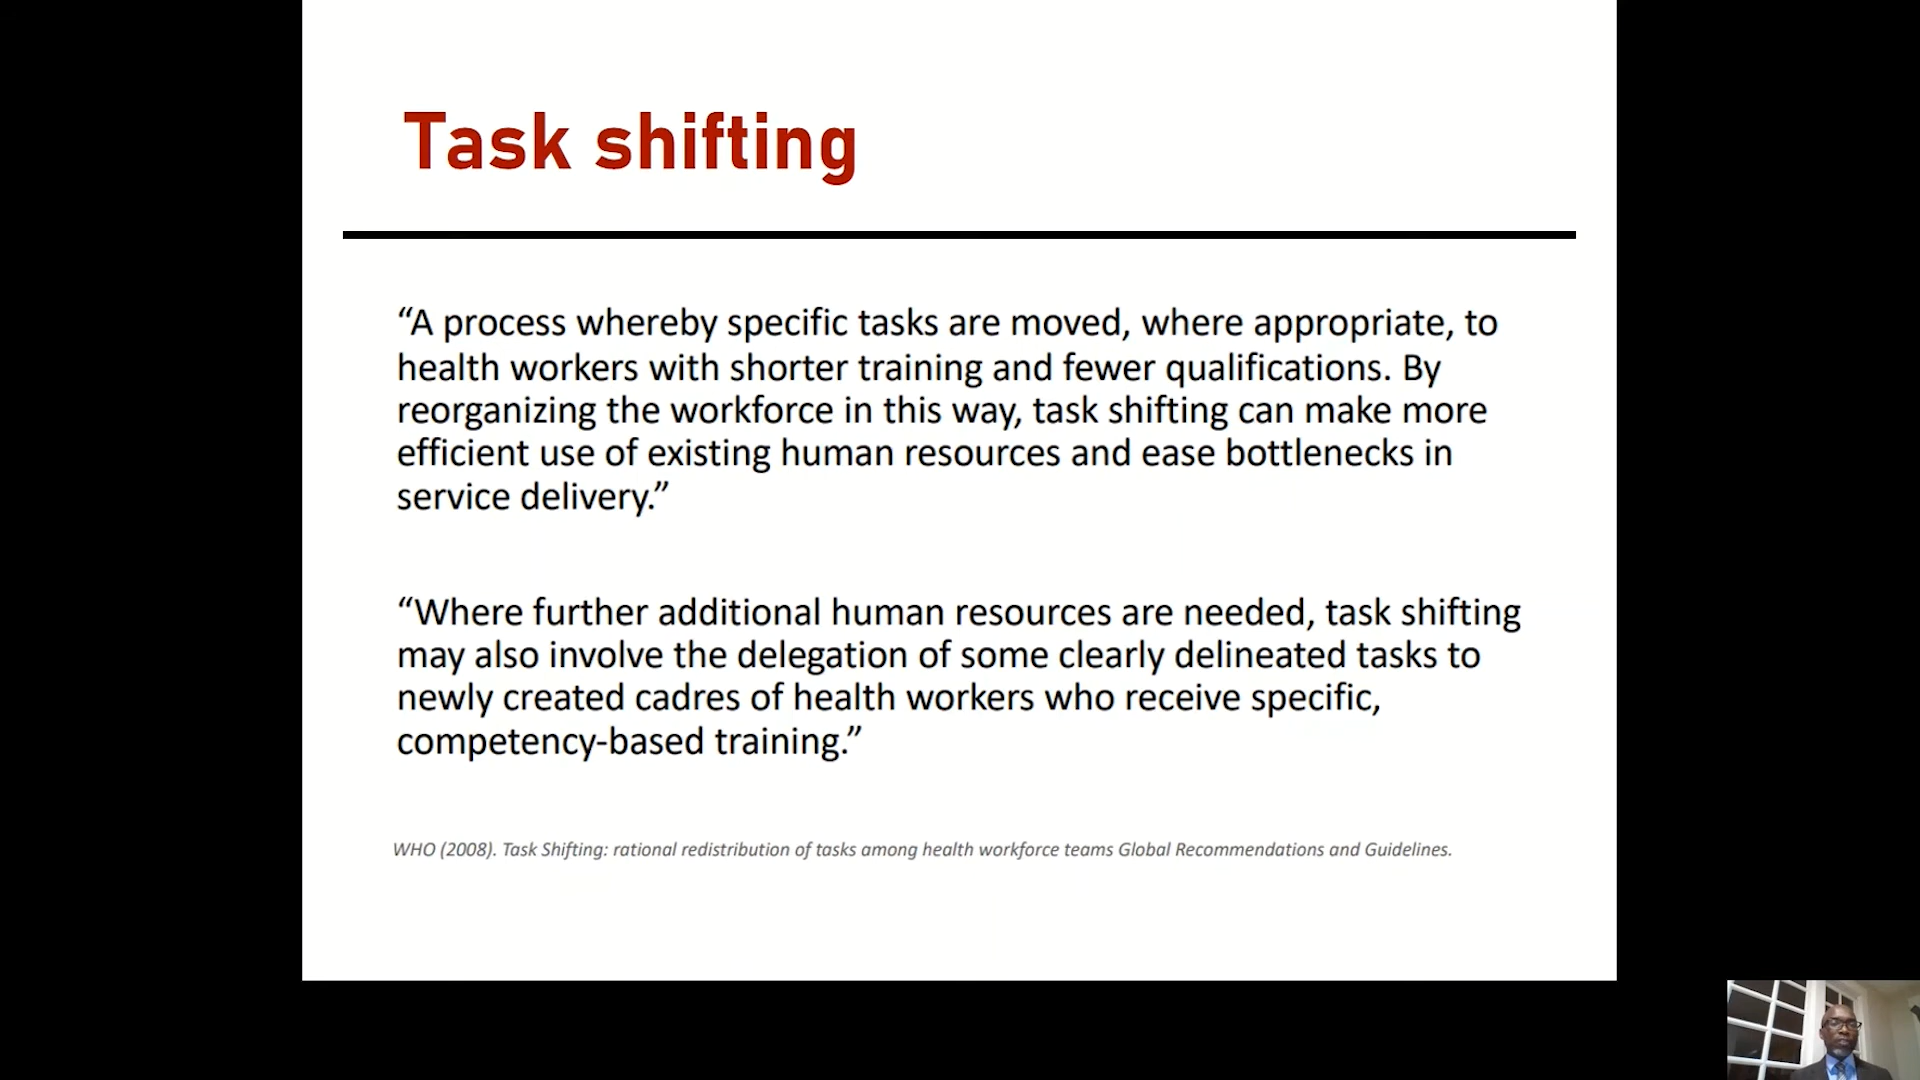 Task shifting
“A process whereby specific tasks are moved, where appropriate, to
health workers with shorter training and fewer qualifications. By
reorganizing the workforce in this way, task shifting can make more
efficient use of existing human resources and ease bottlenecks in
service delivery.”
“Where further additional human resources are needed, task shifting
may also involve the delegation of some clearly delineated tasks to
newly created cadres of health workers who receive specific,
competency-based training.”
WHO (2008). Task Shifting: rational redistribution of tasks among health workforce teams Global Recommendations and Guidelines.